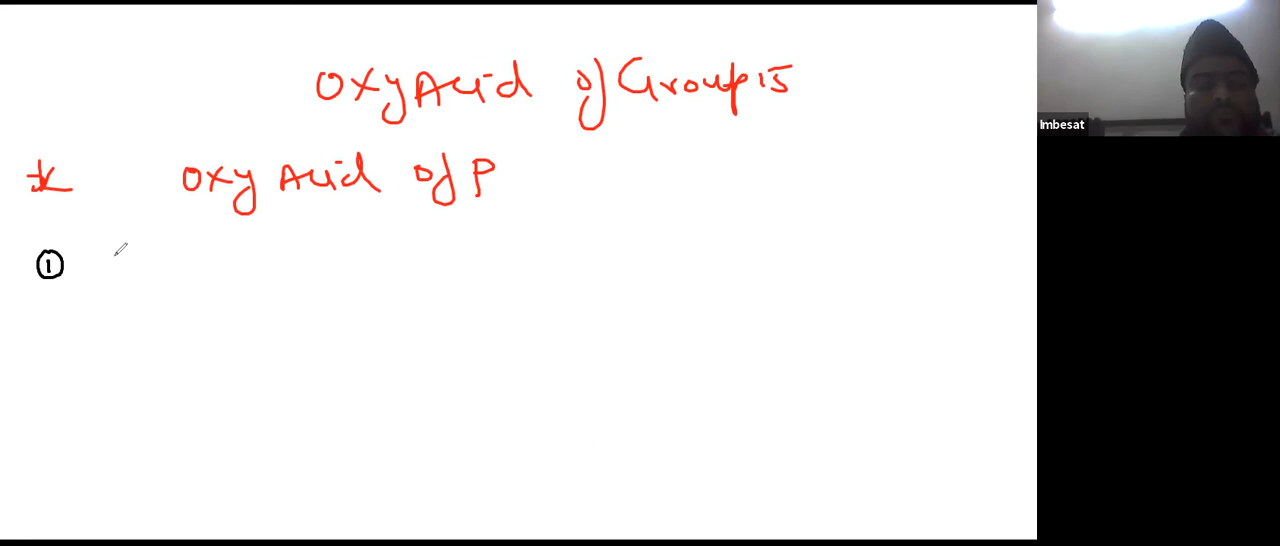 Oxy Acid of Group 15
* Oxy Acid of P
①
Imbesat